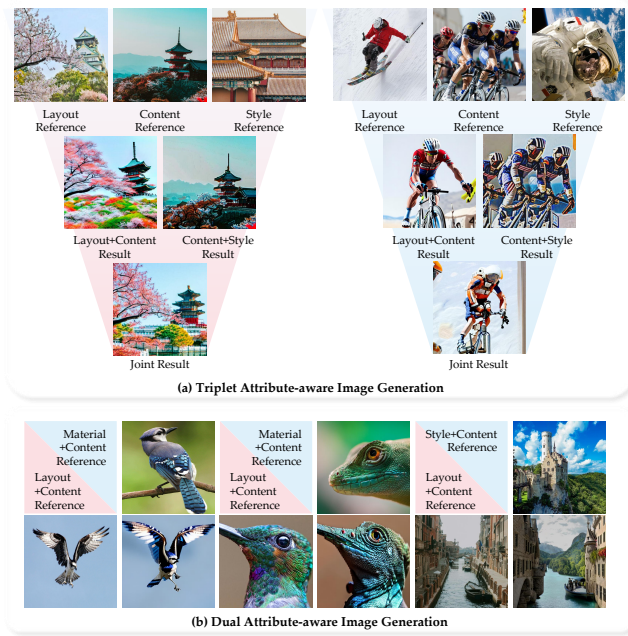 Layout
Reference
Content
Reference
Style
Reference
Layout
Reference
Content
Reference
Style
Reference
Layout+Content
Result
Content+Style
Result
Layout+Content
Result
Content+Style
Result
Joint Result
Joint Result
(a) Triplet Attribute-aware Image Generation
Material
+Content
Reference
Layout
+Content
Reference
Material
+Content
Reference
Layout
+Content
Reference
Style+Content
Reference
Layout
+Content
Reference
(b) Dual Attribute-aware Image Generation